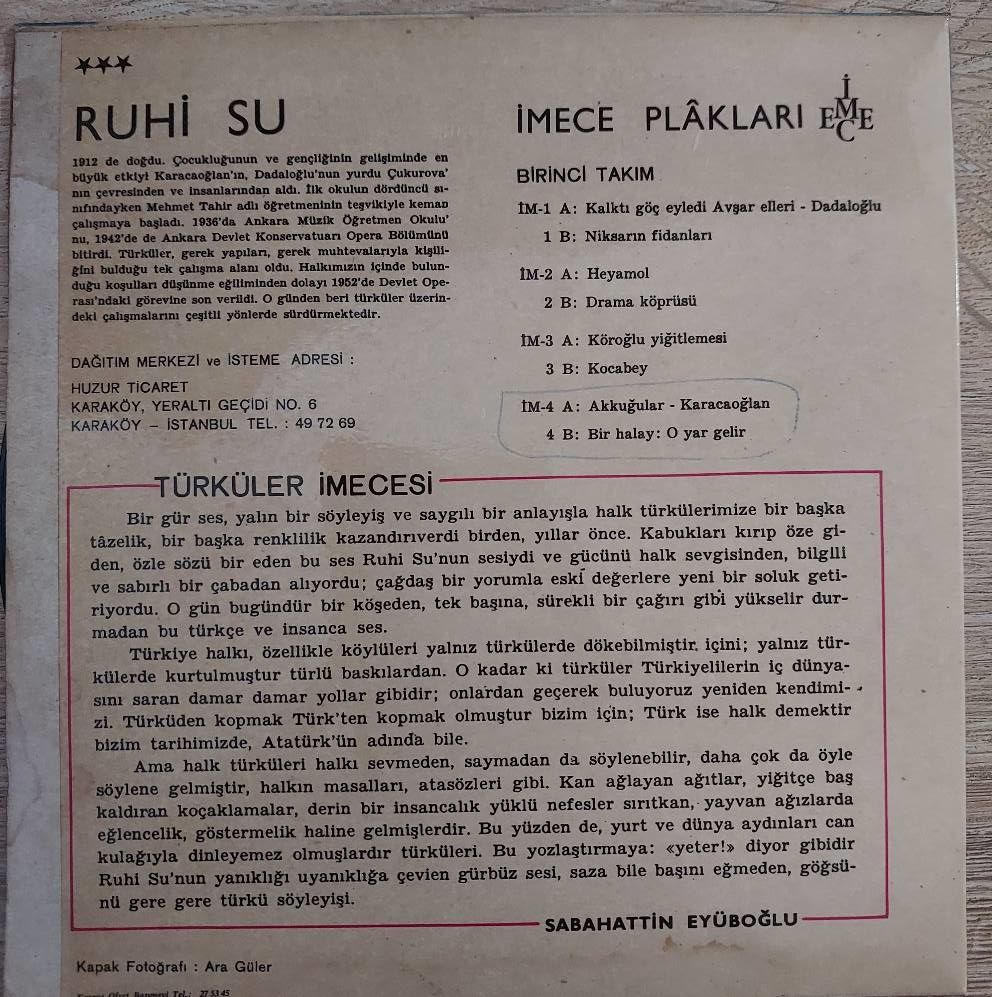 RUHİ SU
1912 de doğdu. Çocukluğunun ve gençliğinin gelişiminde en
büyük etkiyi Karacaoğlan'ın, Dadaloğlu'nun yurdu Çukurova'
nın çevresinden ve insanlarından aldı. İlk okulun dördüncü sı-
nıfındayken Mehmet Tahir adlı öğretmeninin teşvikiyle keman
çalışmaya başladı. 1936'da Ankara Müzik Öğretmen Okulu'
nu, 1942'de de Ankara Devlet Konservatuarı Opera Bölümünü
bitirdi. Türküler, gerek yapıları, gerek muhtevalarıyla kişili-
ğini bulduğu tek çalışma alanı oldu. Halkımızın içinde bulun-
duğu koşulları düşünme eğiliminden dolayı 1952'de Devlet Ope-
rası'ndaki görevine son verildi. O günden beri türküler üzerin-
deki çalışmalarını çeşitli yönlerde sürdürmektedir.
DAĞITIM MERKEZİ ve İSTEME ADRESİ :
HUZUR TİCARET
KARAKÖY, YERALTI GEÇİDİ NO. 6
KARAKÖY – İSTANBUL TEL. : 49 72 69
İMECE PLÂKLARI
İMECE
BİRİNCİ TAKIM
İM-1 A: Kalktı göç eyledi Avşar elleri - Dadaloğlu
1 B: Niksarın fidanları
İM-2 A: Heyamol
2 B: Drama köprüsü
İM-3 A: Köroğlu yiğitlemesi
3 B: Kocabey
İM-4 A: Akkuğular - Karacaoğlan
4 B: Bir halay: O yar gelir
TÜRKÜLER İMECESİ
Bir gür ses, yalın bir söyleyiş ve saygılı bir anlayışla halk türkülerimize bir başka
tâzelik, bir başka renklilik kazandırıverdi birden, yıllar önce. Kabukları kırıp öze gi-
den, özle sözü bir eden bu ses Ruhi Su'nun sesiydi ve gücünü halk sevgisinden, bilgili
ve sabırlı bir çabadan alıyordu; çağdaş bir yorumla eski değerlere yeni bir soluk geti-
riyordu. O gün bugündür bir köşeden, tek başına, sürekli bir çağırı gibi yükselir dur-
madan bu türkçe ve insanca ses.
Türkiye halkı, özellikle köylüleri yalnız türkülerde dökebilmiştir içini; yalnız tür-
külerde kurtulmuştur türlü baskılardan. O kadar ki türküler Türkiyelilerin iç dünya-
sını saran damar damar yollar gibidir; onlardan geçerek buluyoruz yeniden kendimi-
zi. Türküden kopmak Türk'ten kopmak olmuştur bizim için; Türk ise halk demektir
bizim tarihimizde, Atatürk'ün adında bile.
Ama halk türküleri halkı sevmeden, saymadan da söylenebilir, daha çok da öyle
söylene gelmiştir, halkın masalları, atasözleri gibi. Kan ağlayan ağıtlar, yiğitçe baş
kaldıran koçaklamalar, derin bir insancalık yüklü nefesler sırıtkan, yayvan ağızlarda
eğlencelik, göstermelik haline gelmişlerdir. Bu yüzden de, yurt ve dünya aydınları can
kulağıyla dinleyemez olmuşlardır türküleri. Bu yozlaştırmaya: «yeter!» diyor gibidir
Ruhi Su'nun yanıklığı uyanıklığa çevien gürbüz sesi, saza bile başını eğmeden, göğsü-
nü gere gere türkü söyleyişi.
SABAHATTİN EYÜBOĞLU
Kapak Fotoğrafı : Ara Güler
Tel.: 27 53 45